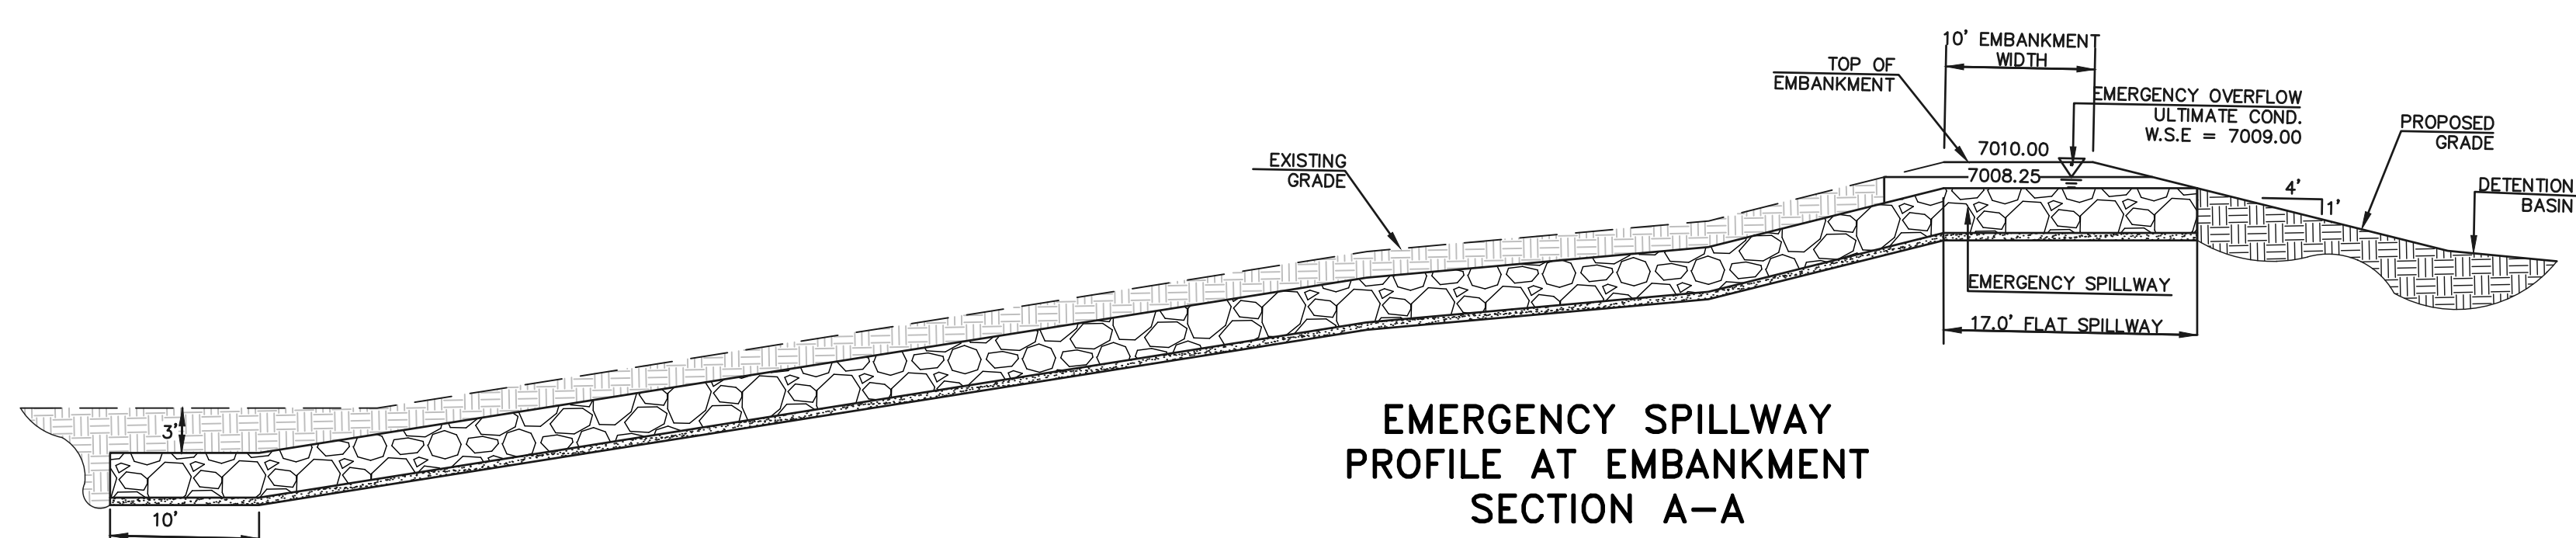 10' EMBANKMENT
WIDTH
TOP OF
EMBANKMENT
EMERGENCY OVERFLOW
ULTIMATE COND.
W.S.E = 7009.00
PROPOSED
GRADE
EXISTING
GRADE
7010.00
7008.25
4'
1'
DETENTION
BASIN
EMERGENCY SPILLWAY
17.0' FLAT SPILLWAY
3'
10'
EMERGENCY SPILLWAY
PROFILE AT EMBANKMENT
SECTION A-A